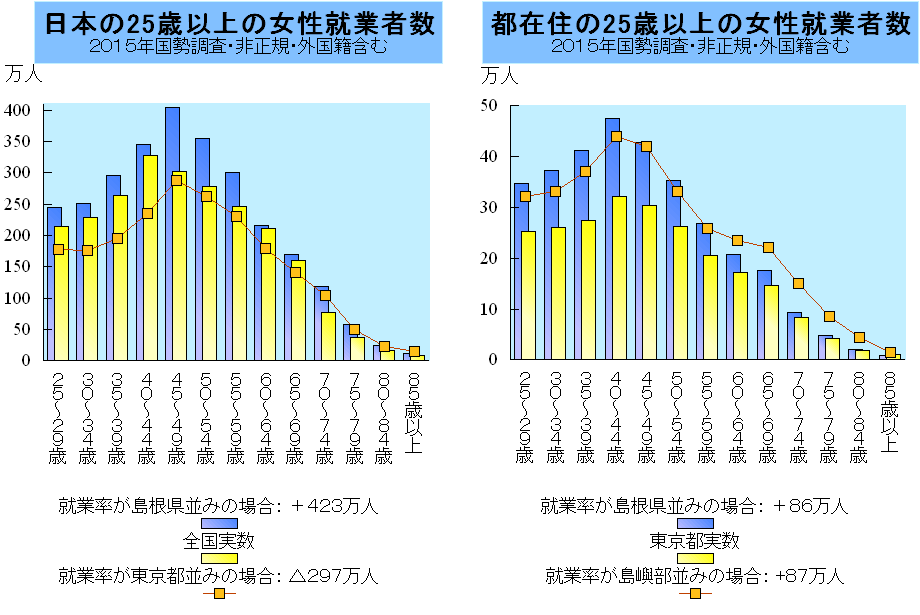 日本の25歳以上の女性就業者数
2015年国勢調査・非正規・外国籍含む
万人
400
350
300
250
200
150
100
50
0
25～29歳
30～34歳
35～39歳
40～44歳
45～49歳
50～54歳
55～59歳
60～64歳
65～69歳
70～74歳
75～79歳
80～84歳
85歳以上
就業率が島根県並みの場合：＋423万人
全国実数
就業率が東京都並みの場合：△297万人
都在住の25歳以上の女性就業者数
2015年国勢調査・非正規・外国籍含む
万人
50
40
30
20
10
0
25～29歳
30～34歳
35～39歳
40～44歳
45～49歳
50～54歳
55～59歳
60～64歳
65～69歳
70～74歳
75～79歳
80～84歳
85歳以上
就業率が島根県並みの場合：＋86万人
東京都実数
就業率が島嶼部並みの場合：+87万人